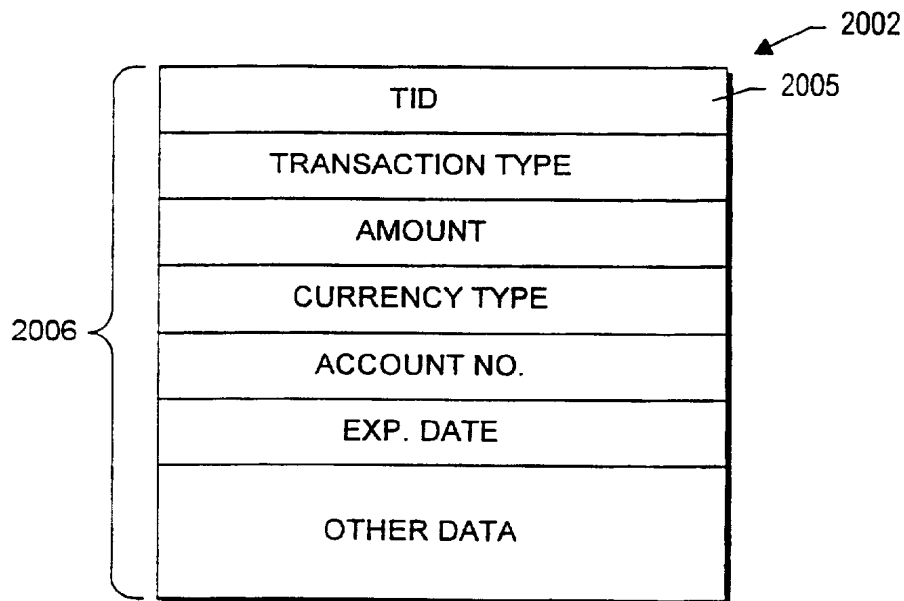 2002
TID
2005
TRANSACTION TYPE
AMOUNT
CURRENCY TYPE
2006
ACCOUNT NO.
EXP. DATE
OTHER DATA